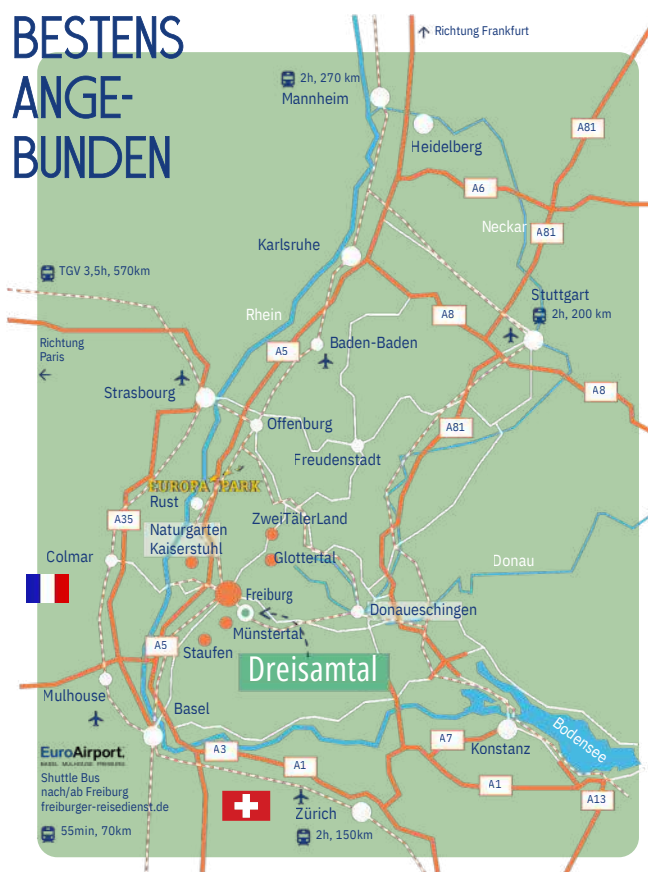 BESTENS
ANGE-
BUNDEN
Richtung Frankfurt
2h, 270 km
Mannheim
Heidelberg
A81
A6
Neckar
A81
Karlsruhe
TGV 3,5h, 570km
Stuttgart
2h, 200 km
Rhein
A8
Richtung
Paris
A5
Baden-Baden
Strasbourg
A8
Offenburg
A81
Freudenstadt
EUROPA PARK
Rust
A35
ZweiTälerLand
Naturgarten
Kaiserstuhl
Colmar
Glottertal
Donau
Freiburg
Donaueschingen
Münstertal
A5
Staufen
Dreisamtal
Mulhouse
Basel
Bodensee
A7
Konstanz
A3
EuroAirport.
BASEL MULHOUSE FREIBURG
A1
Shuttle Bus
nach/ab Freiburg
freiburger-reisedienst.de
A1
A13
Zürich
55min, 70km
2h, 150km